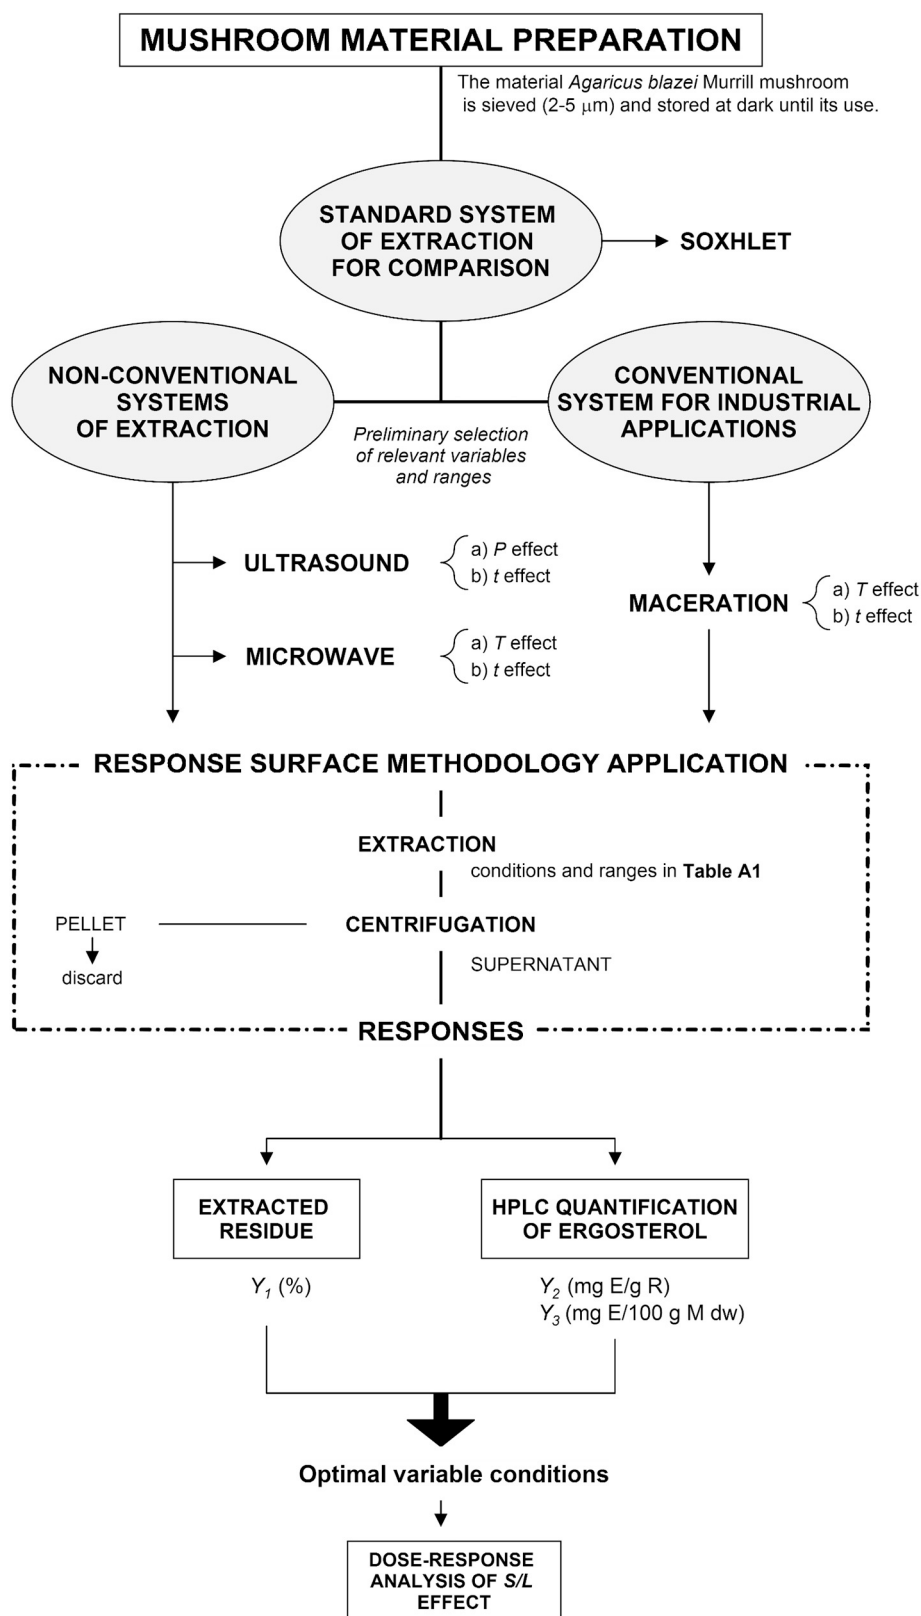 MUSHROOM MATERIAL PREPARATION
The material Agaricus blazei Murrill mushroom
is sieved (2-5 μm) and stored at dark until its use.
STANDARD SYSTEM
OF EXTRACTION
FOR COMPARISON
SOXHLET
NON-CONVENTIONAL
SYSTEMS
OF EXTRACTION
CONVENTIONAL
SYSTEM FOR INDUSTRIAL
APPLICATIONS
Preliminary selection
of relevant variables
and ranges
ULTRASOUND
a) P effect
b) t effect
MICROWAVE
a) T effect
b) t effect
MACERATION
a) T effect
b) t effect
RESPONSE SURFACE METHODOLOGY APPLICATION
EXTRACTION
conditions and ranges in Table A1
PELLET
CENTRIFUGATION
discard
SUPERNATANT
RESPONSES
EXTRACTED
RESIDUE
HPLC QUANTIFICATION
OF ERGOSTEROL
Y1 (%)
Y2 (mg E/g R)
Y3 (mg E/100 g M dw)
Optimal variable conditions
DOSE-RESPONSE
ANALYSIS OF S/L
EFFECT